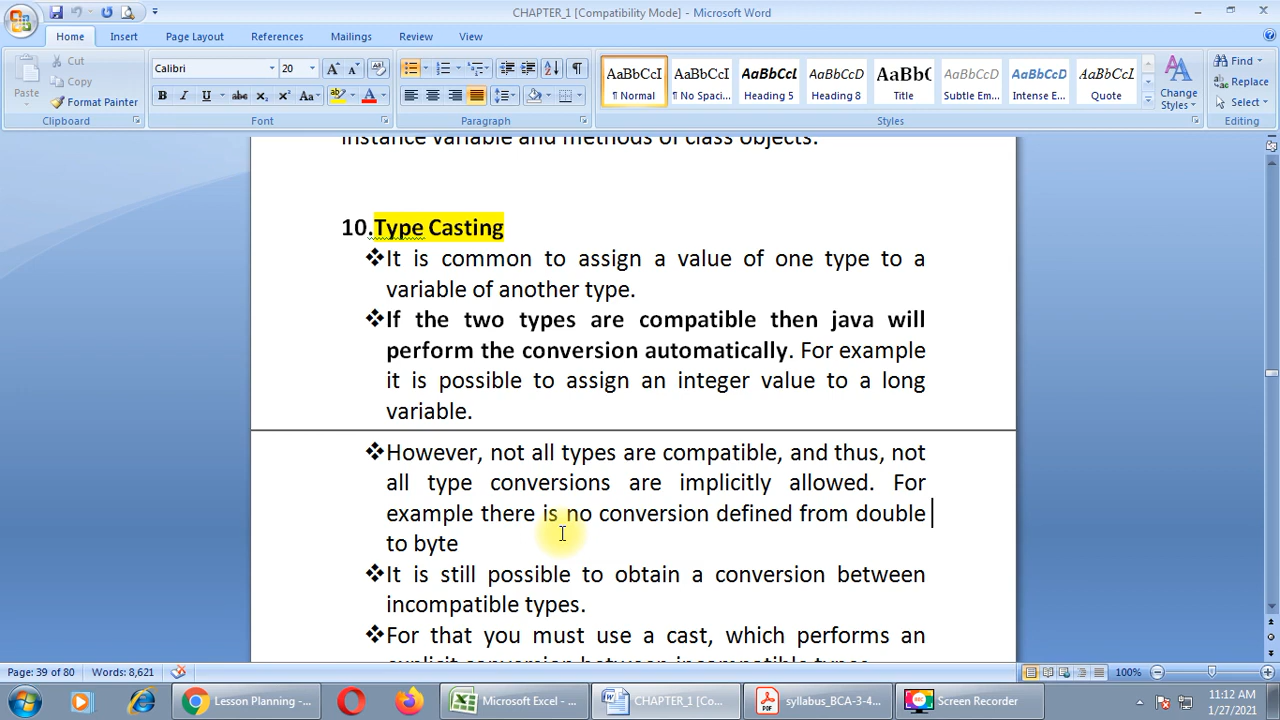 CHAPTER_1 [Compatibility Mode] - Microsoft Word
Home Insert Page Layout References Mailings Review View
Paste
Cut
Copy
Format Painter
Clipboard
Calibri 20
Font
Paragraph
AaBbCcI AaBbCcI AaBbCcL AaBbCcD AaBbC AaBbCcD AaBbCcD AaBbCcI
¶ Normal ¶ No Spaci... Heading 5 Heading 8 Title Subtle Em... Intense E... Quote
Change Styles
Styles
Find
Replace
Select
Editing
instance variable and methods of class objects.
10.Type Casting
❖It is common to assign a value of one type to a
variable of another type.
❖If the two types are compatible then java will
perform the conversion automatically. For example
it is possible to assign an integer value to a long
variable.
❖However, not all types are compatible, and thus, not
all type conversions are implicitly allowed. For
example there is no conversion defined from double
to byte
❖It is still possible to obtain a conversion between
incompatible types.
❖For that you must use a cast, which performs an
explicit conversion between incompatible types.
Page: 39 of 80 Words: 8,621 100%
Lesson Planning -... Microsoft Excel - ... CHAPTER_1 [Co... syllabus_BCA-3-4... Screen Recorder
11:12 AM
1/27/2021